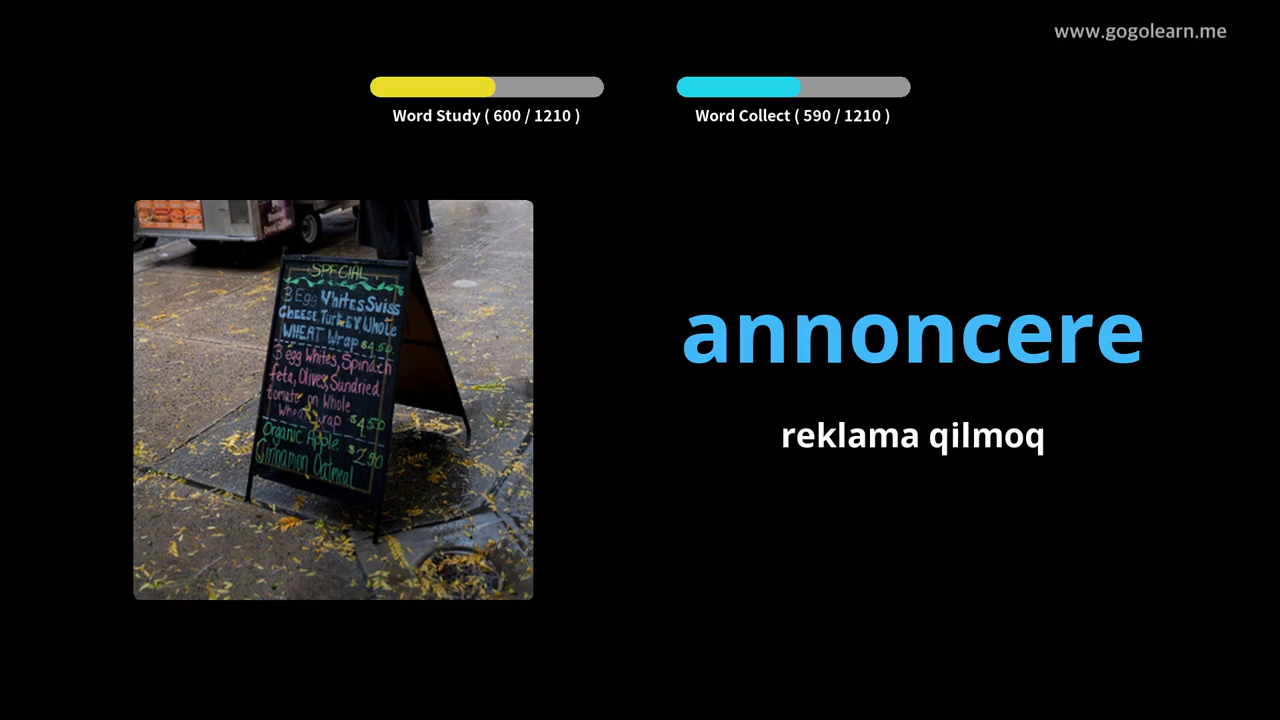 www.gogolearn.me
Word Study ( 600 / 1210 )
Word Collect ( 590 / 1210 )
SPECIAL
3 Egg Whites, Swiss
Cheese, Turkey Whole
WHEAT Wrap $4.50
3 egg Whites, Spinach
feta, Olives, Sundried
tomato on Whole
Wheat Wrap $4.50
Organic Apple $2.50
Cinnamon Oatmeal
annoncere
reklama qilmoq